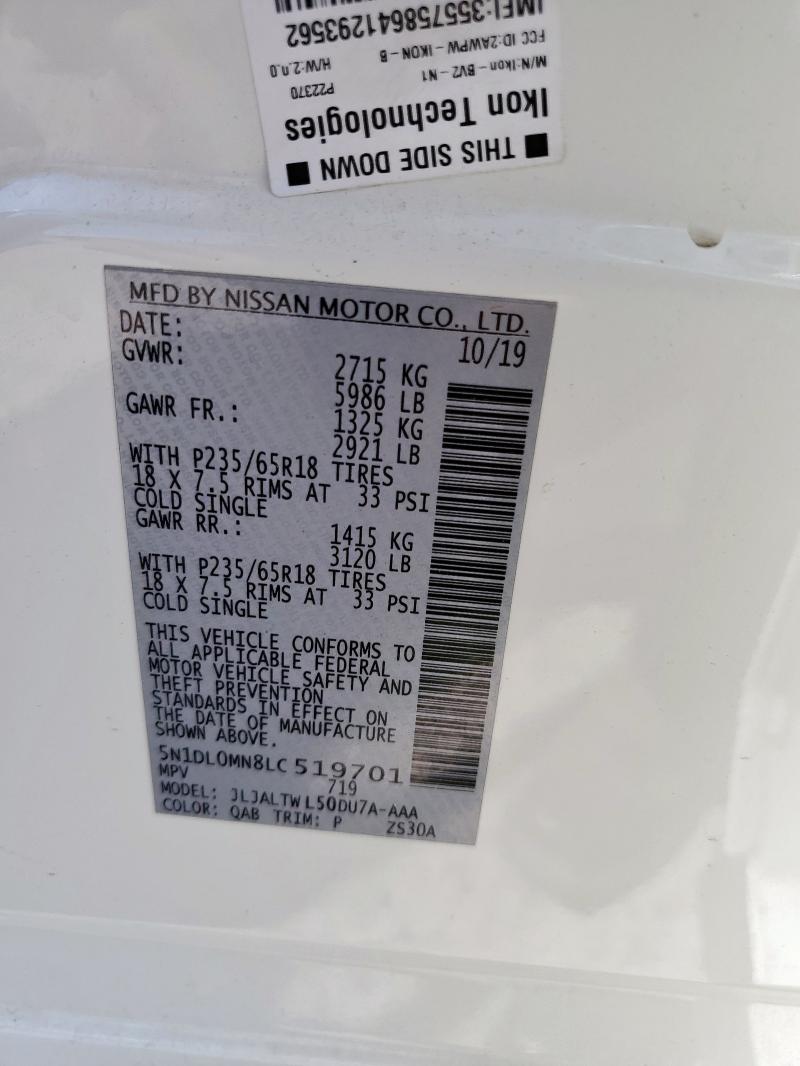 THIS SIDE DOWN
Ikon Technologies
P22370
M/N:Ikon-BV2-N1
H/W:2.0.0
FCC ID:2AWPW-IKON-B
IMEI:355758641293562
MFD BY NISSAN MOTOR CO., LTD.
DATE: 10/19
GVWR: 2715 KG
5986 LB
GAWR FR.: 1325 KG
2921 LB
WITH P235/65R18 TIRES
18 X 7.5 RIMS AT 33 PSI
COLD SINGLE
GAWR RR.: 1415 KG
3120 LB
WITH P235/65R18 TIRES
18 X 7.5 RIMS AT 33 PSI
COLD SINGLE
THIS VEHICLE CONFORMS TO
ALL APPLICABLE FEDERAL
MOTOR VEHICLE SAFETY AND
THEFT PREVENTION
STANDARDS IN EFFECT ON
THE DATE OF MANUFACTURE
SHOWN ABOVE.
5N1DL0MN8LC519701
MPV 719
MODEL: JLJALTWL50DU7A-AAA
COLOR: QAB TRIM: P ZS30A